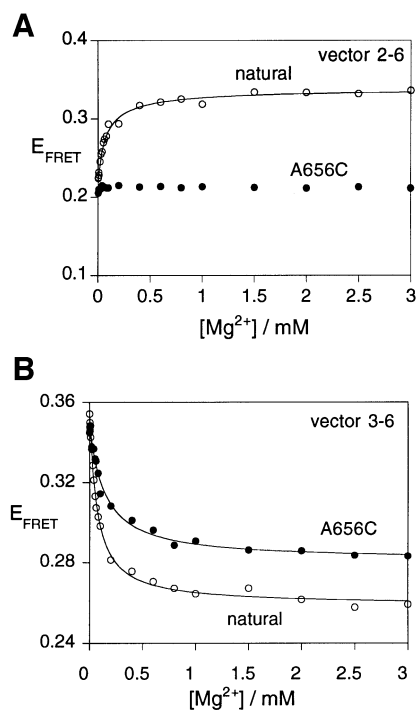 A
0.4
vector 2-6
natural
0.3
E_FRET
A656C
0.2
0.1
0 0.5 1 1.5 2 2.5 3
[Mg²⁺] / mM
B
0.36
vector 3-6
0.32
A656C
E_FRET
0.28
natural
0.24
0 0.5 1 1.5 2 2.5 3
[Mg²⁺] / mM